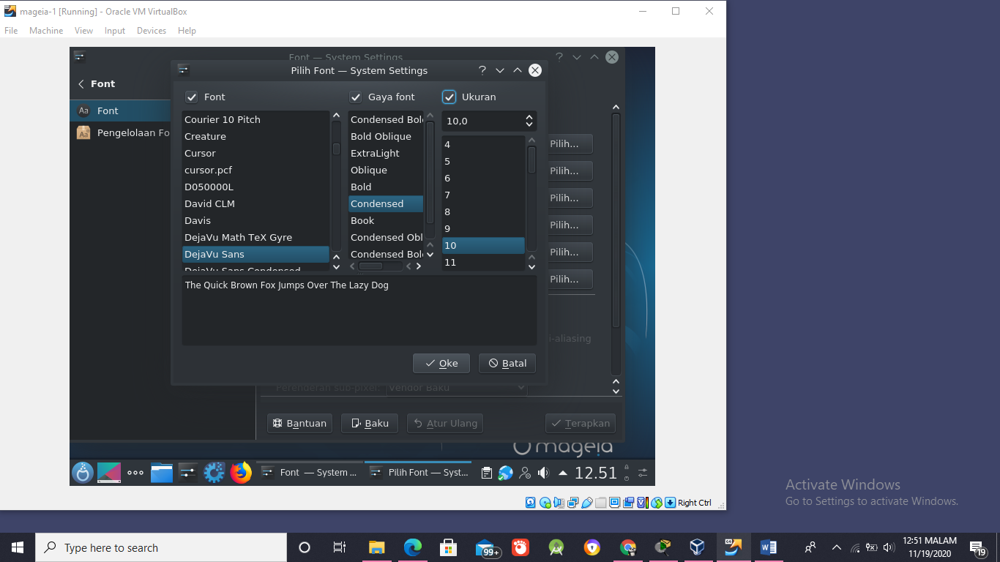 mageia-1 [Running] - Oracle VM VirtualBox
File Machine View Input Devices Help
Font — System Settings
Pilih Font — System Settings
Font
Font
Pengelolaan Fo
Font
Gaya font
Ukuran
Courier 10 Pitch
Creature
Cursor
cursor.pcf
D050000L
David CLM
Davis
DejaVu Math TeX Gyre
DejaVu Sans
DejaVu Sans Condensed
Condensed Bol
Bold Oblique
ExtraLight
Oblique
Bold
Condensed
Book
Condensed Obl
Condensed Bol
10,0
4
5
6
7
8
9
10
11
Pilih...
Pilih...
Pilih...
Pilih...
Pilih...
Pilih...
The Quick Brown Fox Jumps Over The Lazy Dog
i-aliasing
Oke
Batal
Perenderan sub-pixel: Vendor Baku
Bantuan
Baku
Atur Ulang
Terapkan
mageia
Font — System ...
Pilih Font — Syst...
12.51
Right Ctrl
Activate Windows
Go to Settings to activate Windows.
Type here to search
99+
12:51 MALAM
11/19/2020
19